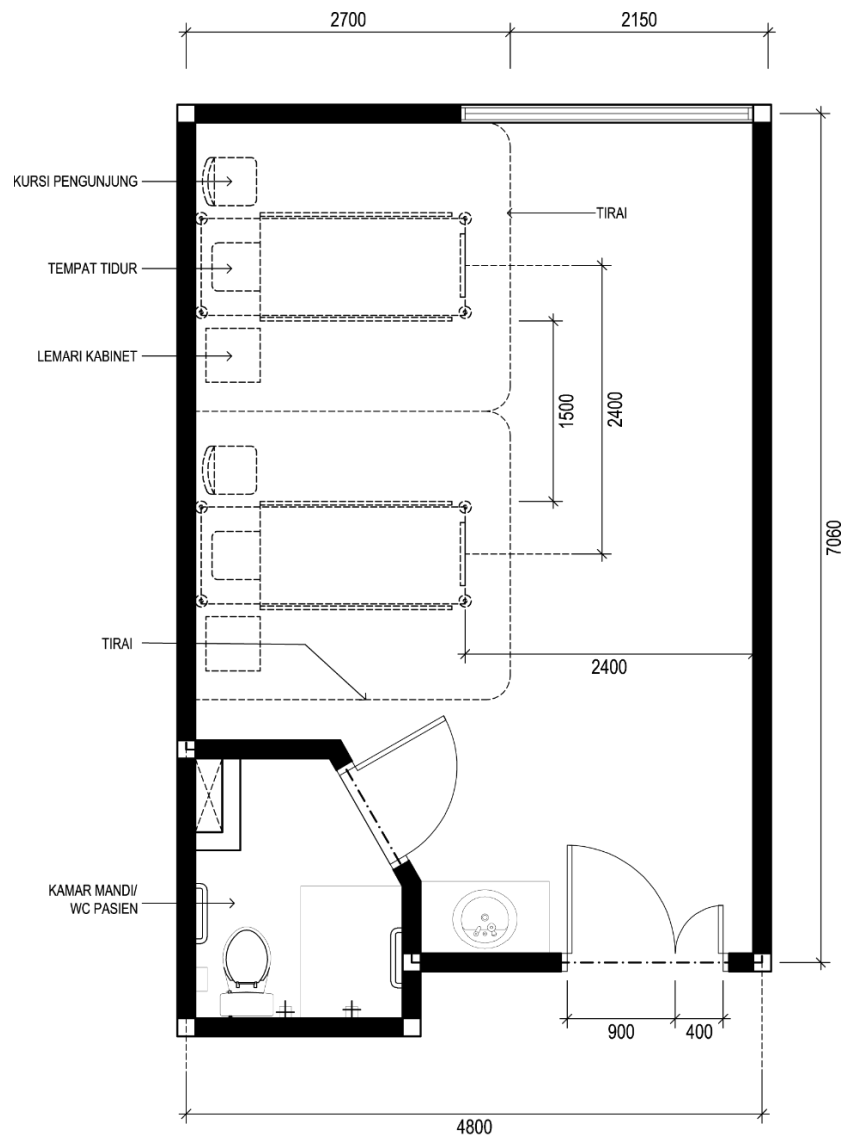 2700
2150
KURSI PENGUNJUNG
TIRAI
TEMPAT TIDUR
LEMARI KABINET
1500
2400
7060
TIRAI
2400
KAMAR MANDI/
WC PASIEN
900
400
4800